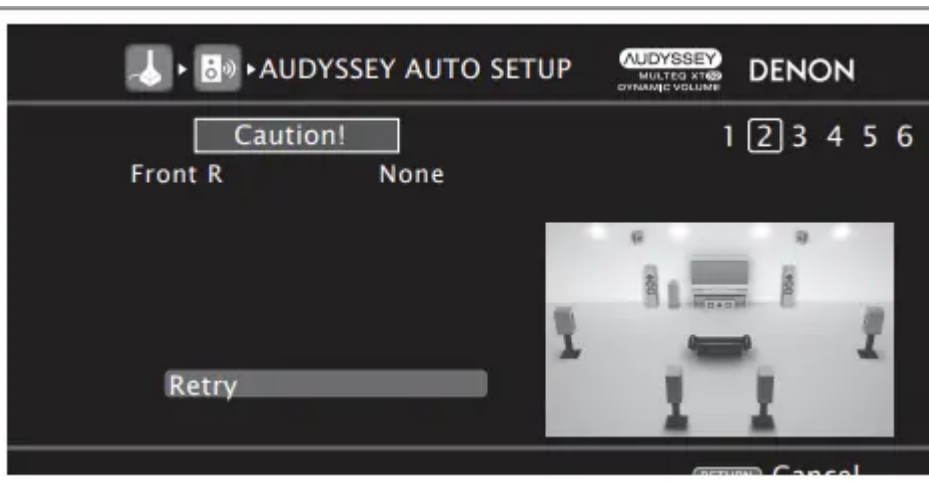 AUDYSSEY AUTO SETUP
AUDYSSEY
MULTEQ XT32
DYNAMIC VOLUME
DENON
Caution!
1 2 3 4 5 6
Front R None
Retry
RETURN Cancel